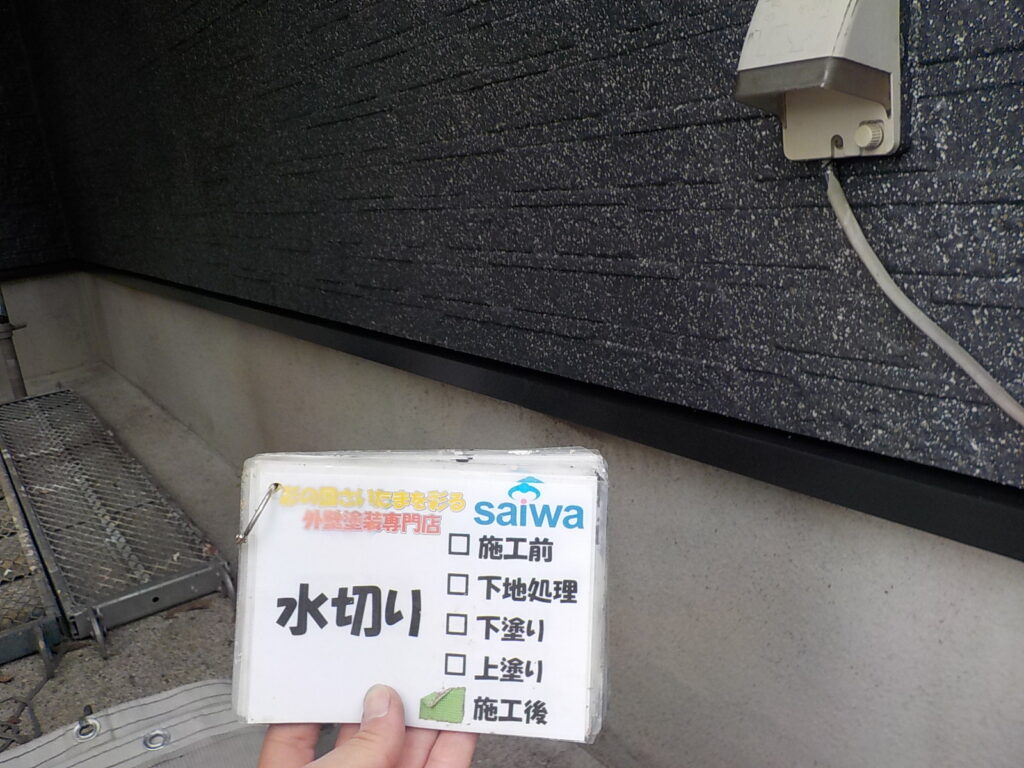 彩の国さいたまを彩る
外壁塗装専門店
saiwa
水切り
施工前
下地処理
下塗り
上塗り
施工後